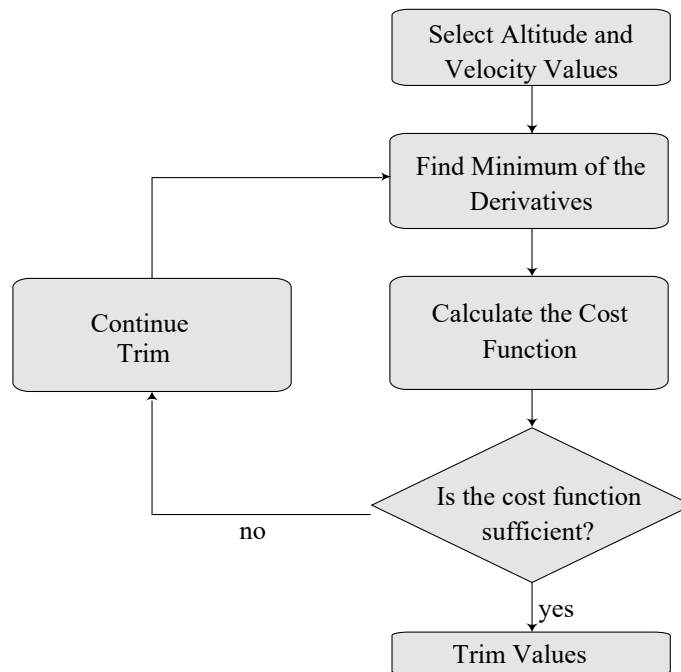 Select Altitude and
Velocity Values
Find Minimum of the
Derivatives
Continue
Trim
Calculate the Cost
Function
Is the cost function
sufficient?
no
yes
Trim Values